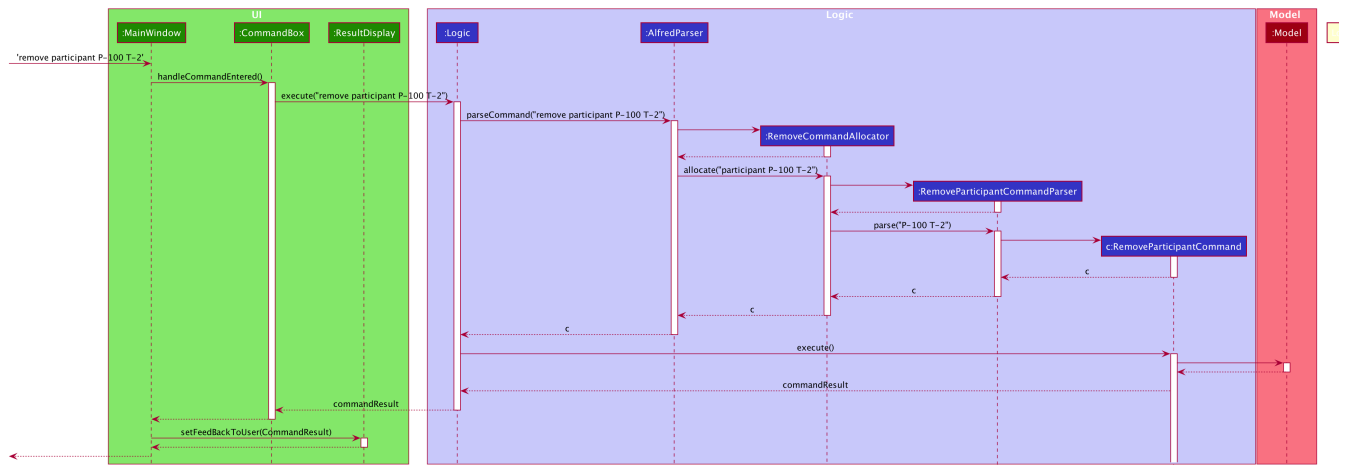 UI
Logic
Model
:MainWindow
:CommandBox
:ResultDisplay
:Logic
:AlfredParser
:Model
'remove participant P-100 T-2'
handleCommandEntered()
execute("remove participant P-100 T-2")
parseCommand("remove participant P-100 T-2")
:RemoveCommandAllocator
allocate("participant P-100 T-2")
:RemoveParticipantCommandParser
parse("P-100 T-2")
c:RemoveParticipantCommand
c
c
c
c
execute()
commandResult
commandResult
setFeedBackToUser(CommandResult)